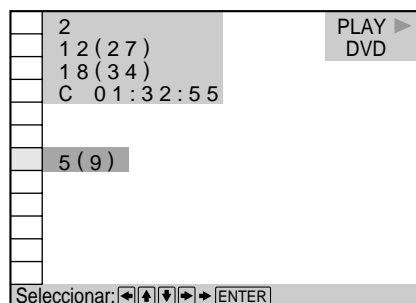 2
12(27)
18(34)
C 01:32:55
PLAY
DVD
5(9)
Seleccionar: ENTER